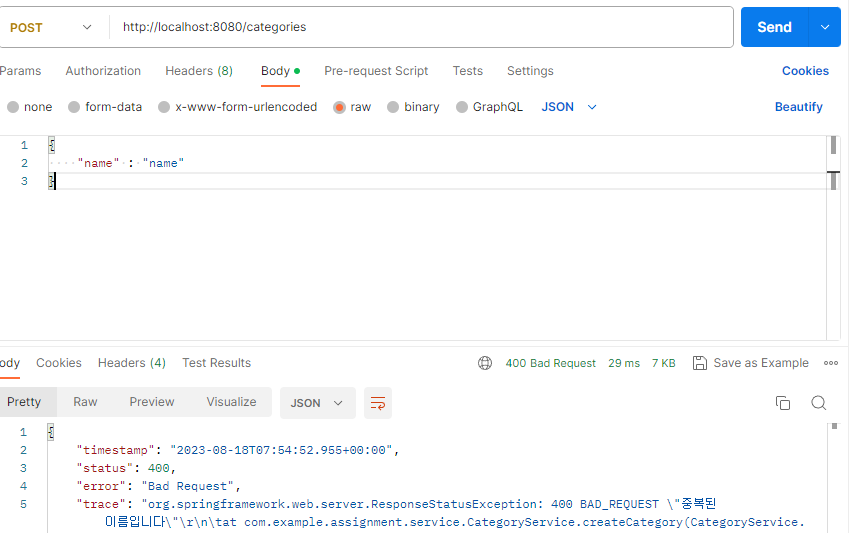 POST http://localhost:8080/categories Send
Params Authorization Headers (8) Body Pre-request Script Tests Settings Cookies
none form-data x-www-form-urlencoded raw binary GraphQL JSON Beautify
1 {
2 "name" : "name"
3 }
ody Cookies Headers (4) Test Results 400 Bad Request 29 ms 7 KB Save as Example
Pretty Raw Preview Visualize JSON
1 {
2 "timestamp": "2023-08-18T07:54:52.955+00:00",
3 "status": 400,
4 "error": "Bad Request",
5 "trace": "org.springframework.web.server.ResponseStatusException: 400 BAD_REQUEST \"중복된
이름입니다\"\r\n\tat com.example.assignment.service.CategoryService.createCategory(CategoryService.